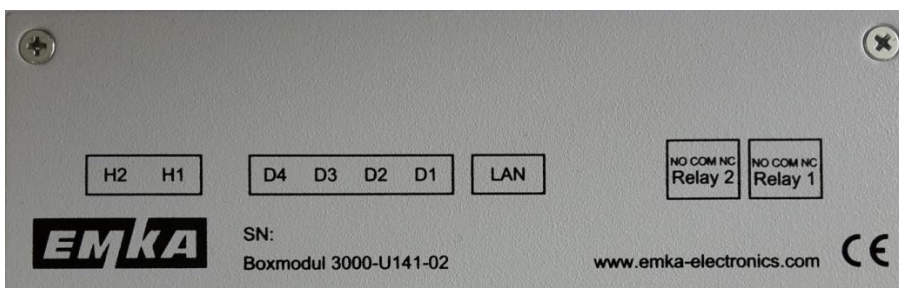 H2 H1
D4 D3 D2 D1
LAN
NO COM NC
Relay 2
NO COM NC
Relay 1
EMKA
SN:
Boxmodul 3000-U141-02
www.emka-electronics.com
CE